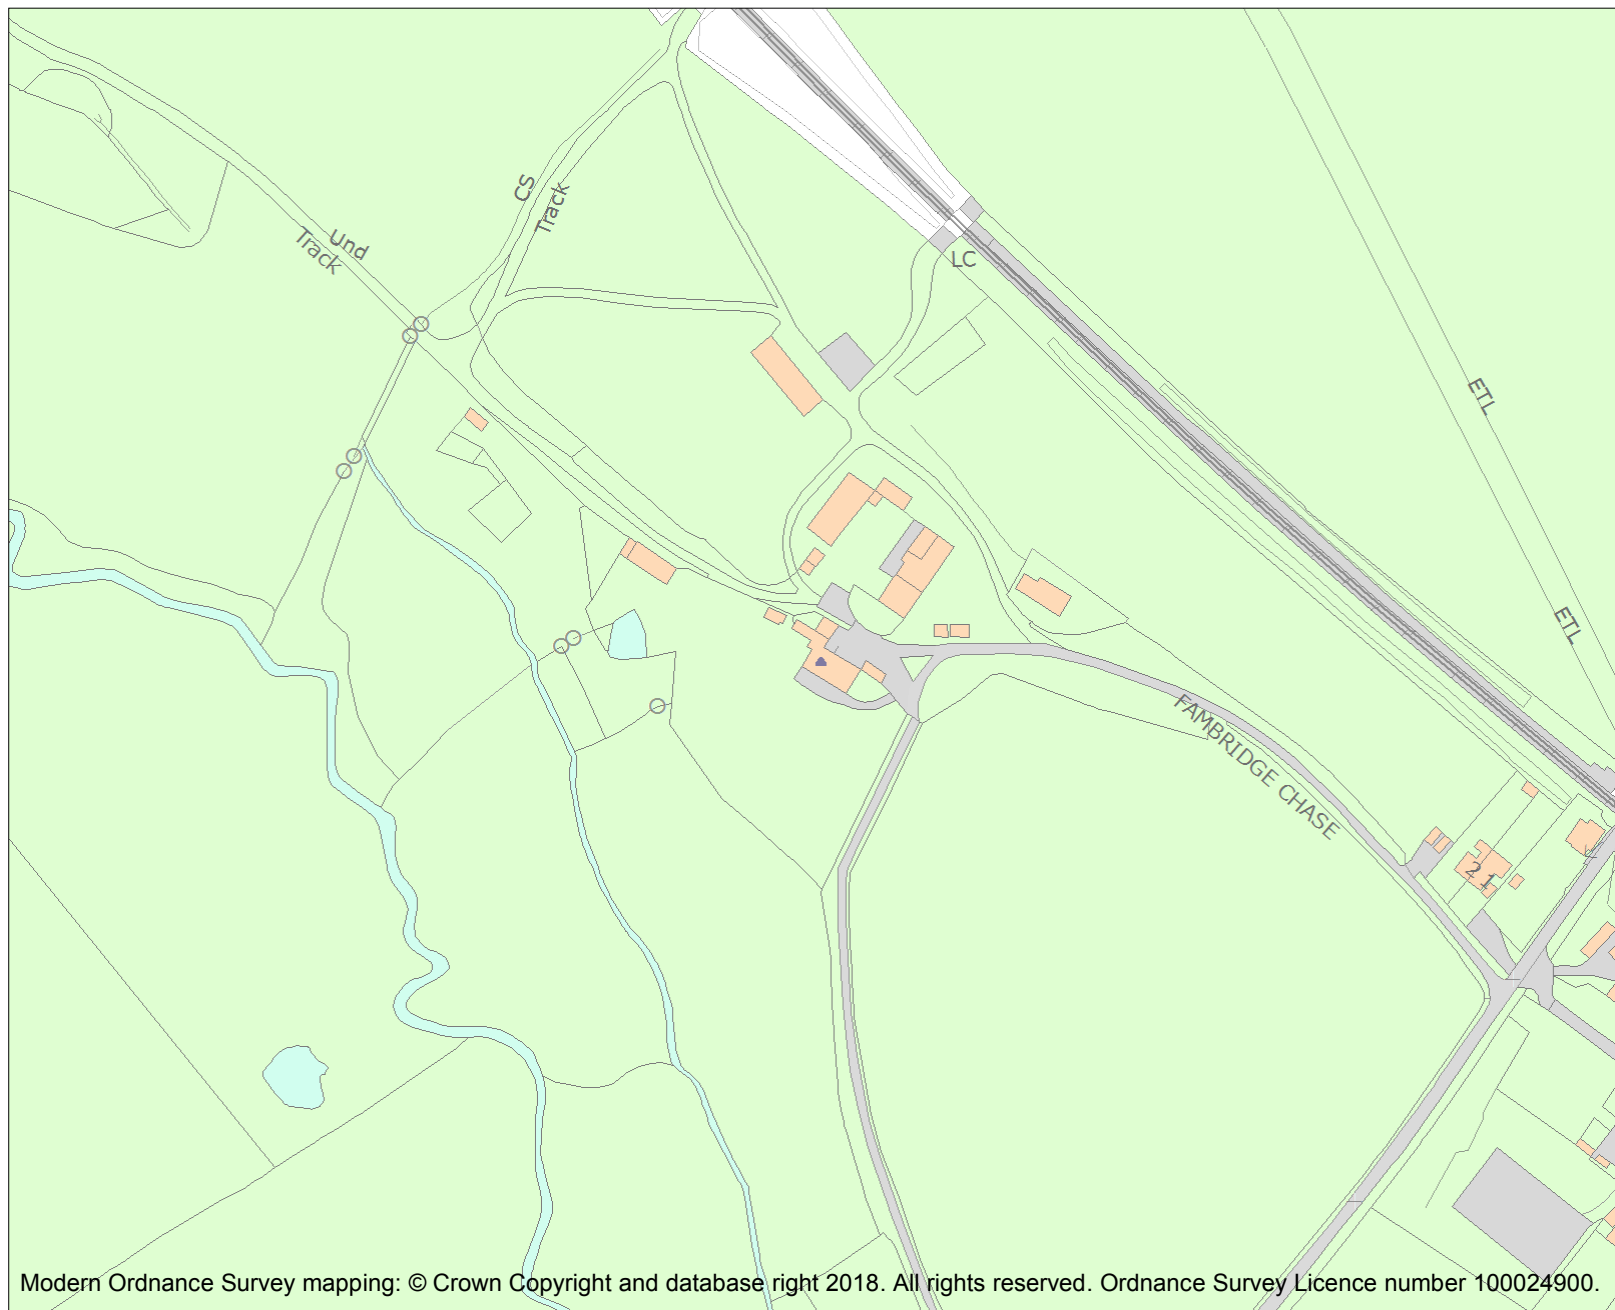 CS
Track
Und
Track
LC
ETL
ETL
FAMBRIDGE CHASE
2 1
Modern Ordnance Survey mapping: © Crown Copyright and database right 2018. All rights reserved. Ordnance Survey Licence number 100024900.